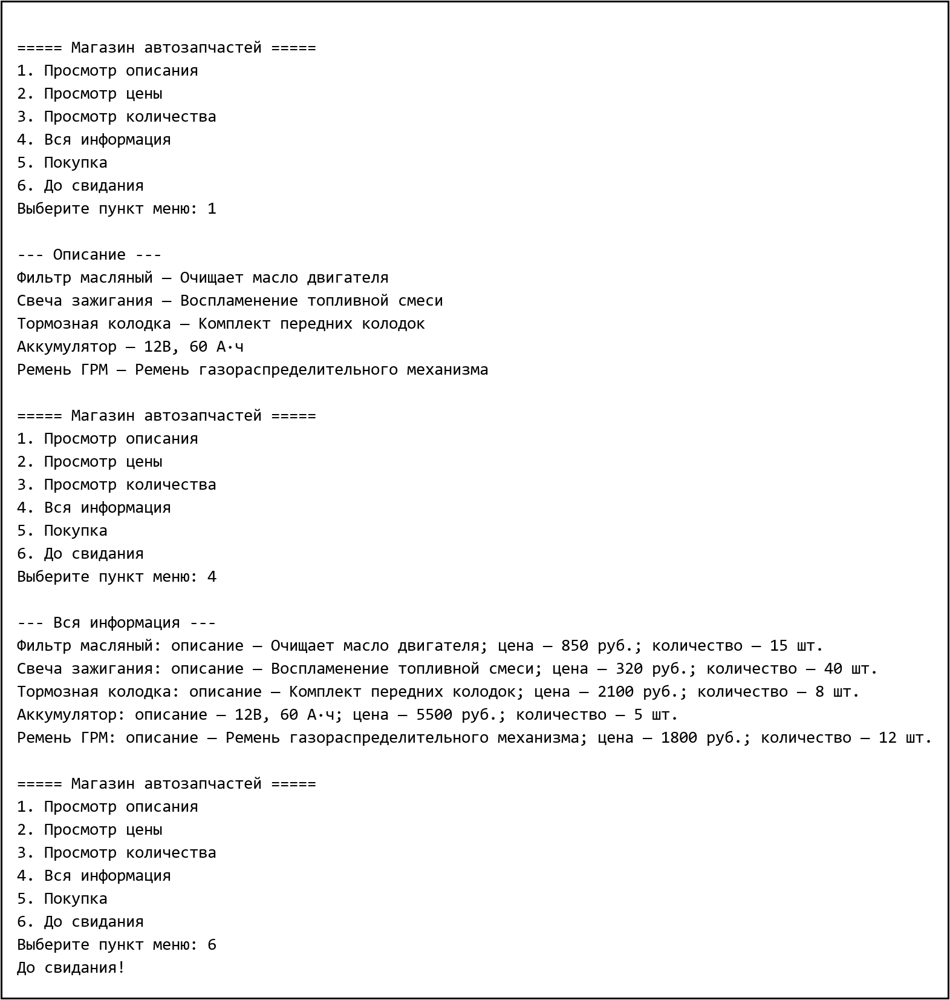 ===== Магазин автозапчастей =====
1. Просмотр описания
2. Просмотр цены
3. Просмотр количества
4. Вся информация
5. Покупка
6. До свидания
Выберите пункт меню: 1
--- Описание ---
Фильтр масляный — Очищает масло двигателя
Свеча зажигания — Воспламенение топливной смеси
Тормозная колодка — Комплект передних колодок
Аккумулятор — 12В, 60 А·ч
Ремень ГРМ — Ремень газораспределительного механизма
===== Магазин автозапчастей =====
1. Просмотр описания
2. Просмотр цены
3. Просмотр количества
4. Вся информация
5. Покупка
6. До свидания
Выберите пункт меню: 4
--- Вся информация ---
Фильтр масляный: описание — Очищает масло двигателя; цена — 850 руб.; количество — 15 шт.
Свеча зажигания: описание — Воспламенение топливной смеси; цена — 320 руб.; количество — 40 шт.
Тормозная колодка: описание — Комплект передних колодок; цена — 2100 руб.; количество — 8 шт.
Аккумулятор: описание — 12В, 60 А·ч; цена — 5500 руб.; количество — 5 шт.
Ремень ГРМ: описание — Ремень газораспределительного механизма; цена — 1800 руб.; количество — 12 шт.
===== Магазин автозапчастей =====
1. Просмотр описания
2. Просмотр цены
3. Просмотр количества
4. Вся информация
5. Покупка
6. До свидания
Выберите пункт меню: 6
До свидания!